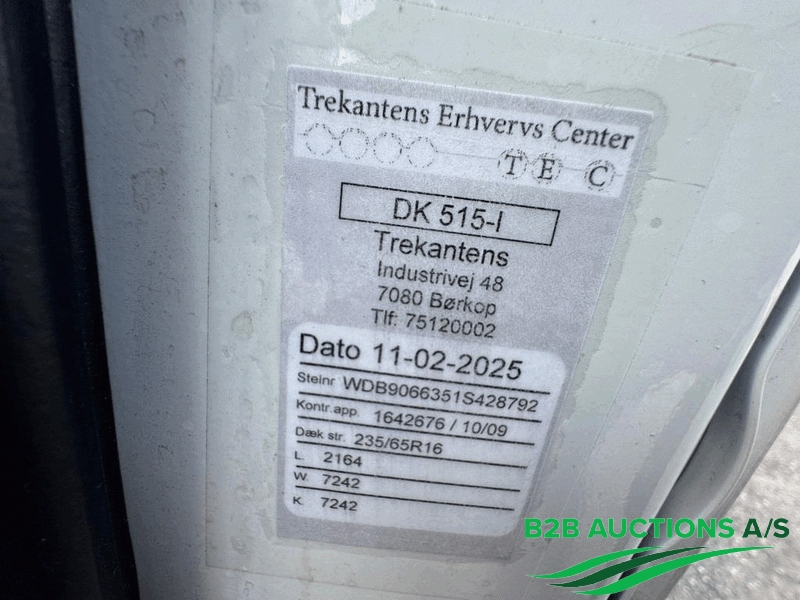 Trekantens Erhvervs Center
T E C
DK 515-I
Trekantens
Industrivej 48
7080 Børkop
Tlf: 75120002
Dato 11-02-2025
Stelnr WDB9066351S428792
Kontr.app. 1642676 / 10/09
Dæk str. 235/65R16
L. 2164
W. 7242
K. 7242
B2B AUCTIONS A/S